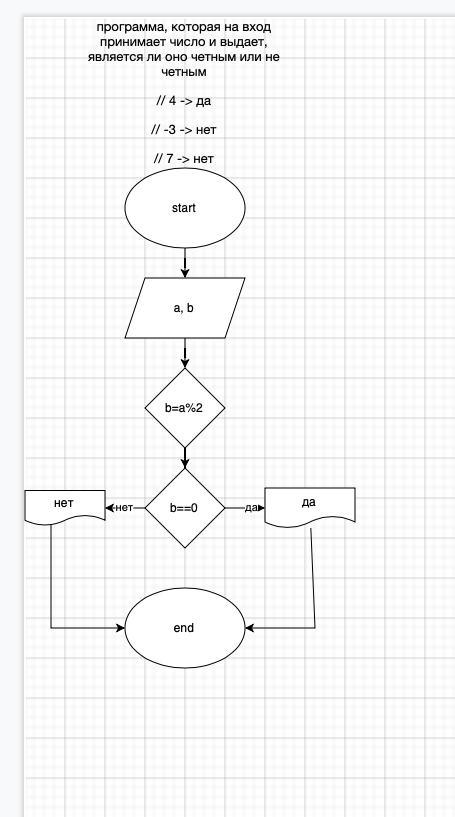 программа, которая на вход
принимает число и выдает,
является ли оно четным или не
четным
// 4 -> да
// -3 -> нет
// 7 -> нет
start
a, b
b=a%2
нет
нет
b==0
да
да
end